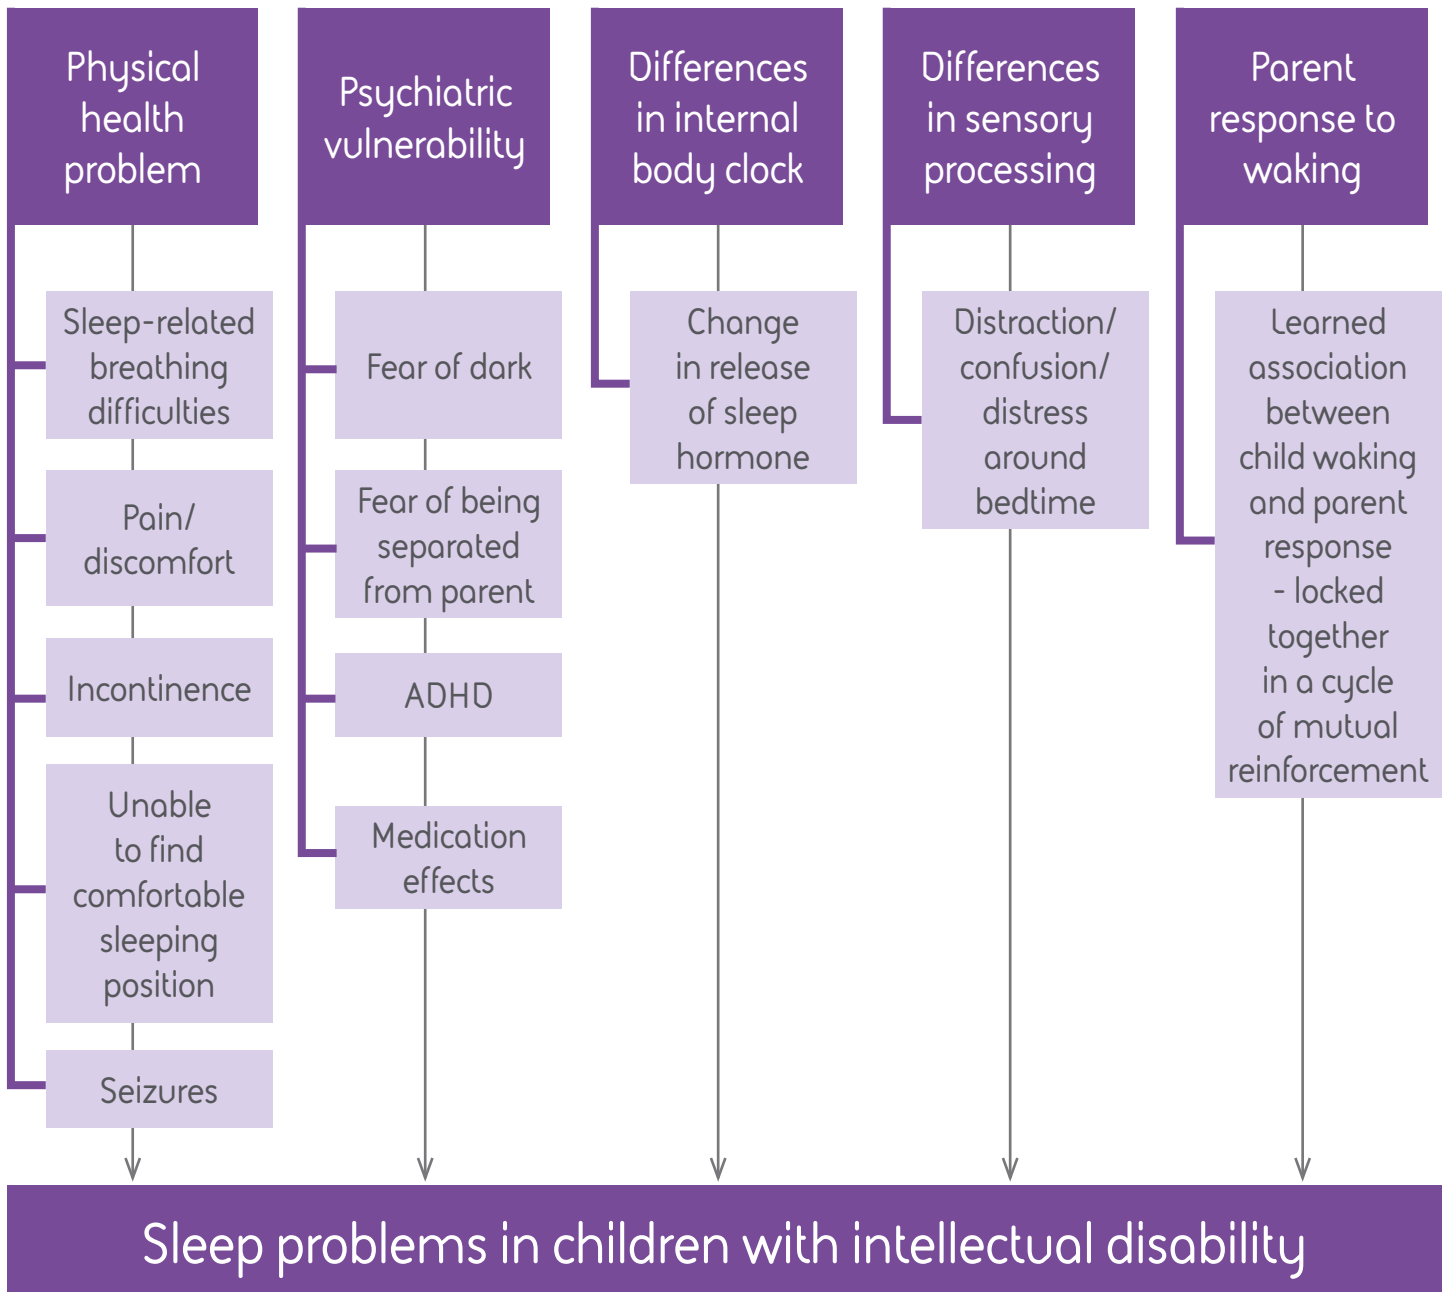 Physical
health
problem
Sleep-related
breathing
difficulties
Pain/
discomfort
Incontinence
Unable
to find
comfortable
sleeping
position
Seizures
Psychiatric
vulnerability
Fear of dark
Fear of being
separated
from parent
ADHD
Medication
effects
Differences
in internal
body clock
Change
in release
of sleep
hormone
Differences
in sensory
processing
Distraction/
confusion/
distress
around
bedtime
Parent
response to
waking
Learned
association
between
child waking
and parent
response
- locked
together
in a cycle
of mutual
reinforcement
Sleep problems in children with intellectual disability